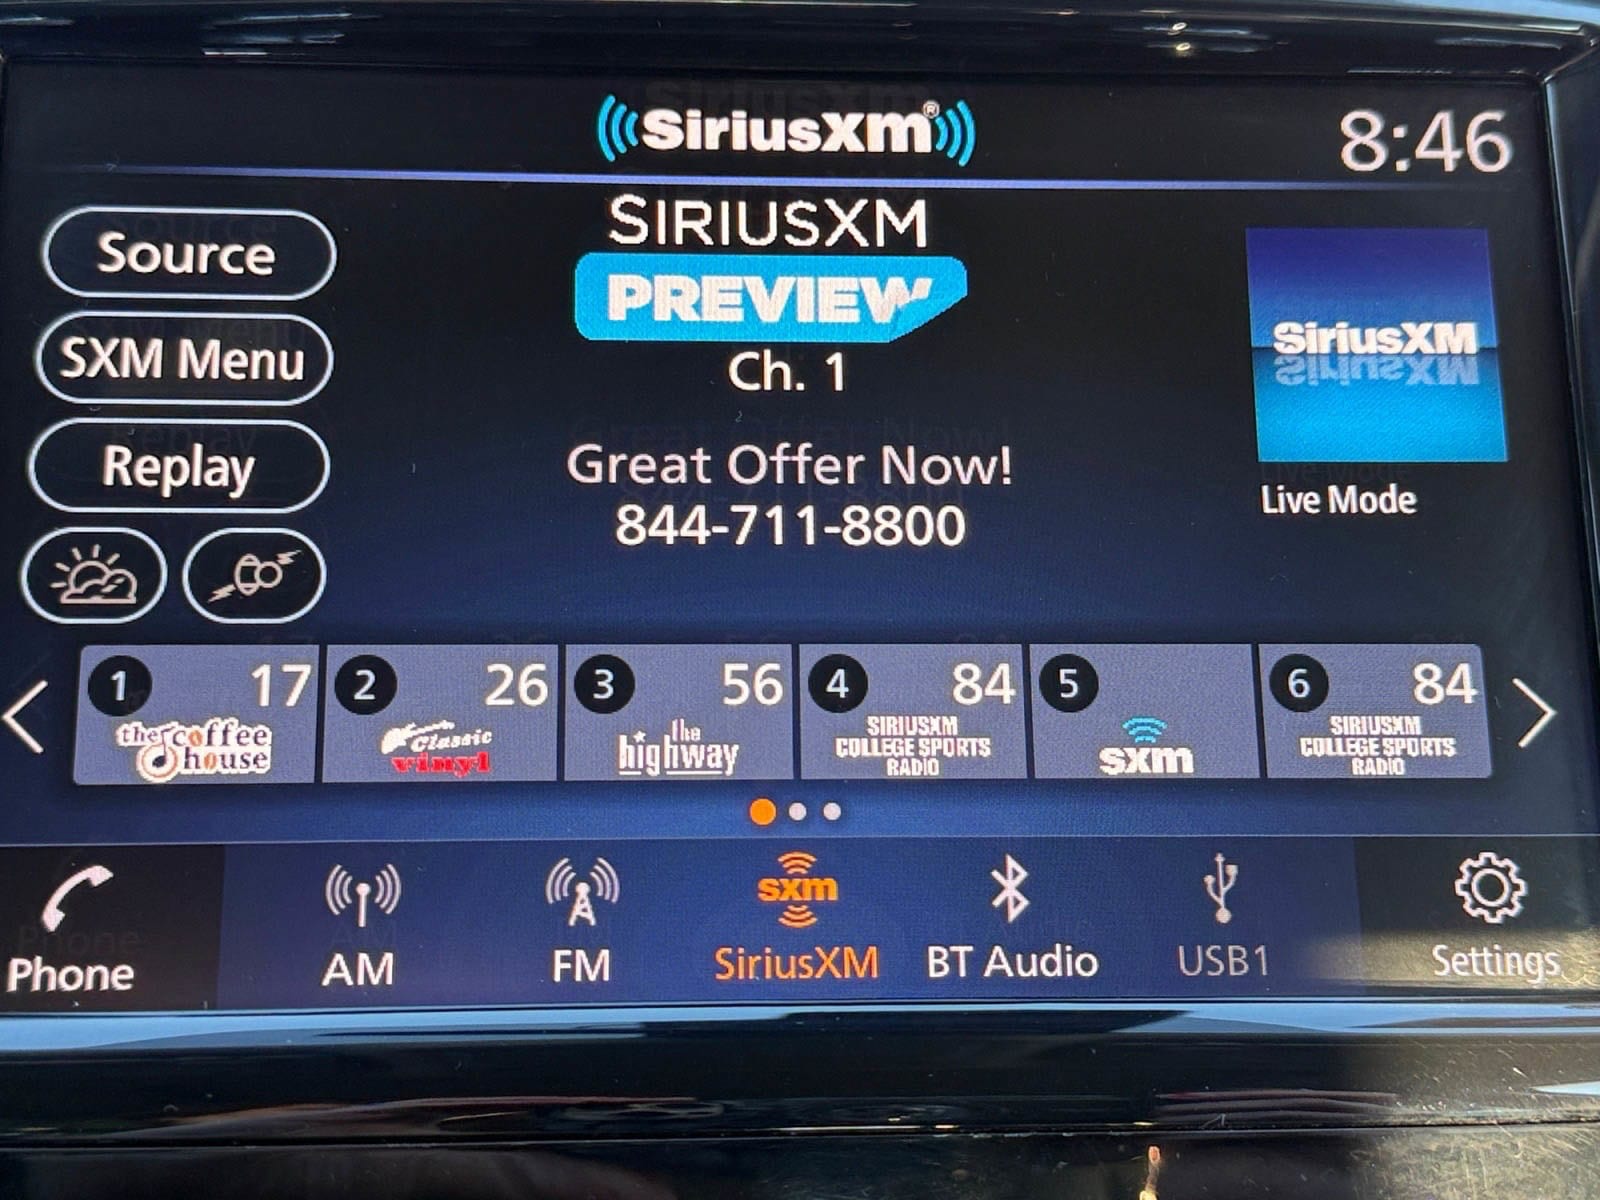 SiriusXM®
8:46
Source
SXM Menu
Replay
SIRIUSXM
PREVIEW
Ch. 1
Great Offer Now!
844-711-8800
SiriusXM
Live Mode
1 17
the coffee
house
2 26
Classic
vinyl
3 56
the
highway
4 84
SIRIUSXM
COLLEGE SPORTS
RADIO
5
sxm
6 84
SIRIUSXM
COLLEGE SPORTS
RADIO
Phone
AM
FM
sxm
SiriusXM
BT Audio
USB1
Settings